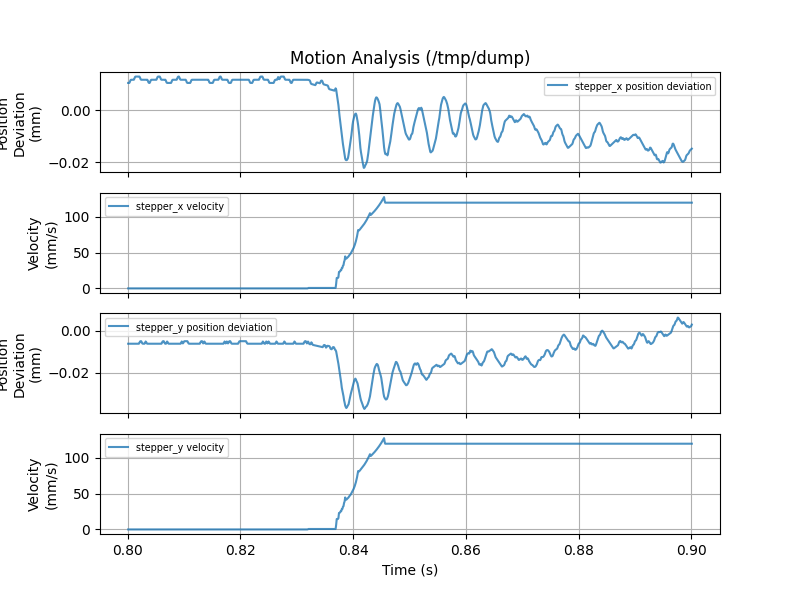 Motion Analysis (/tmp/dump)
Position
Deviation
(mm)
0.00
−0.02
stepper_x position deviation
Velocity
(mm/s)
100
50
0
stepper_x velocity
Position
Deviation
(mm)
0.00
−0.02
stepper_y position deviation
Velocity
(mm/s)
100
50
0
stepper_y velocity
0.80 0.82 0.84 0.86 0.88 0.90
Time (s)